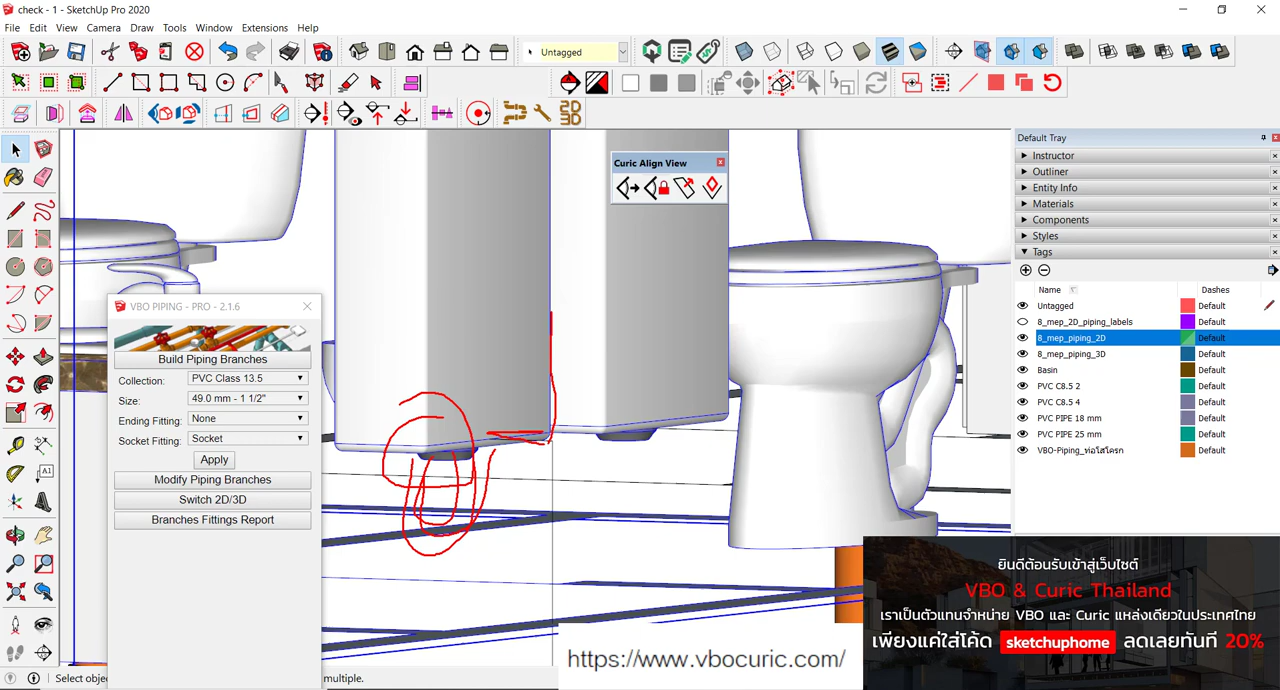 check - 1 - SketchUp Pro 2020
File Edit View Camera Draw Tools Window Extensions Help
Untagged
Default Tray
Instructor
Outliner
Entity Info
Materials
Components
Styles
Tags
Name Dashes
Untagged Default
8_mep_2D_piping_labels Default
8_mep_piping_2D Default
8_mep_piping_3D Default
Basin Default
PVC C8.5 2 Default
PVC C8.5 4 Default
PVC PIPE 18 mm Default
PVC PIPE 25 mm Default
VBO-Piping_ท่อโสโครก Default
Curic Align View
2D
3D
A1
VBO PIPING - PRO - 2.1.6
Build Piping Branches
Collection: PVC Class 13.5
Size: 49.0 mm - 1 1/2"
Ending Fitting: None
Socket Fitting: Socket
Apply
Modify Piping Branches
Switch 2D/3D
Branches Fittings Report
ยินดีต้อนรับเข้าสู่เว็บไซต์
VBO & Curic Thailand
เราเป็นตัวแทนจำหน่าย VBO และ Curic แห่งเดียวในประเทศไทย
เพียงแค่ใส่โค้ด sketchuphome ลดเลยทันที 20%
https://www.vbocuric.com/
Select obje
multiple.